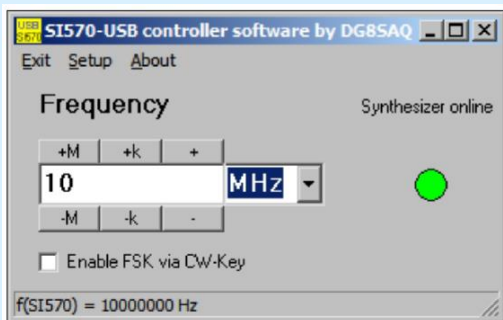 USB
SI570
SI570-USB controller software by DG8SAQ
Exit Setup About
Frequency
Synthesizer online
+M +k +
10 MHz
-M -k -
Enable FSK via CW-Key
f(SI570) = 10000000 Hz